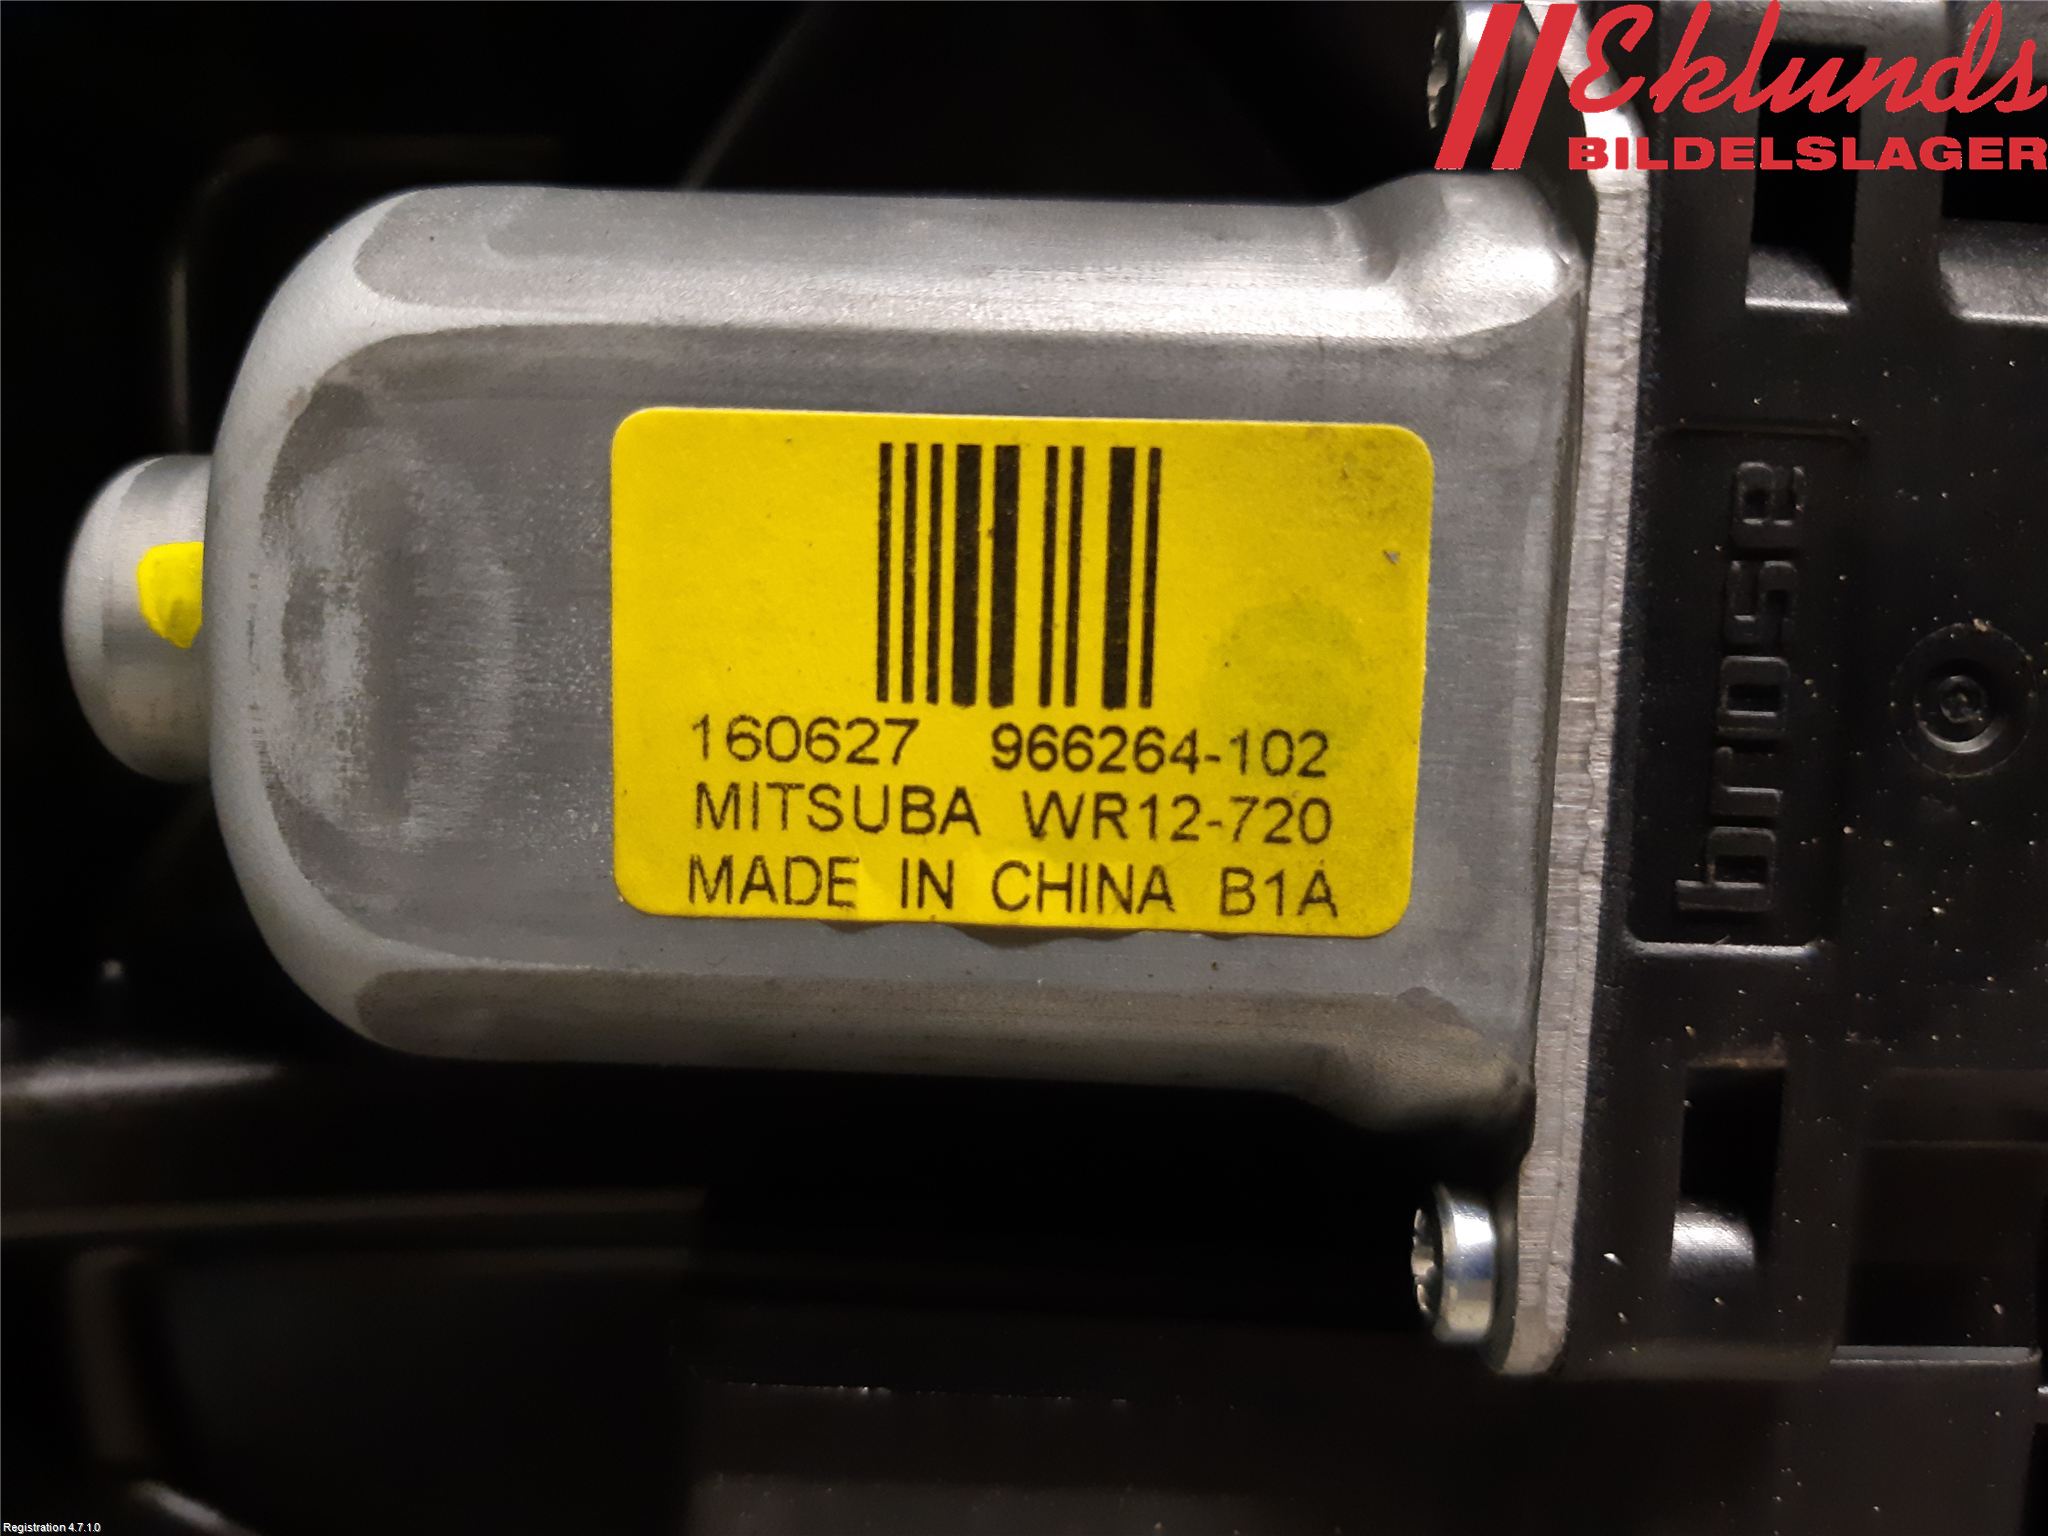 Eklunds
BILDELSLAGER
160627 966264-102
MITSUBA WR12-720
MADE IN CHINA B1A
brose
Registration 4.7.1.0